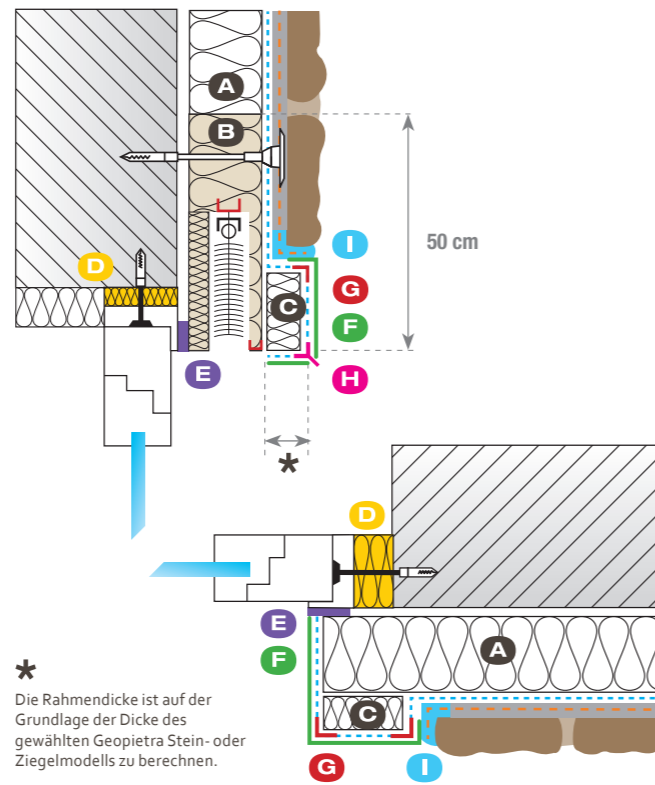 A
B
50 cm
I
D
C
G
F
E
H
*
D
E
F
A
*
Die Rahmendicke ist auf der
Grundlage der Dicke des
gewählten Geopietra Stein- oder
Ziegelmodells zu berechnen.
C
G
I